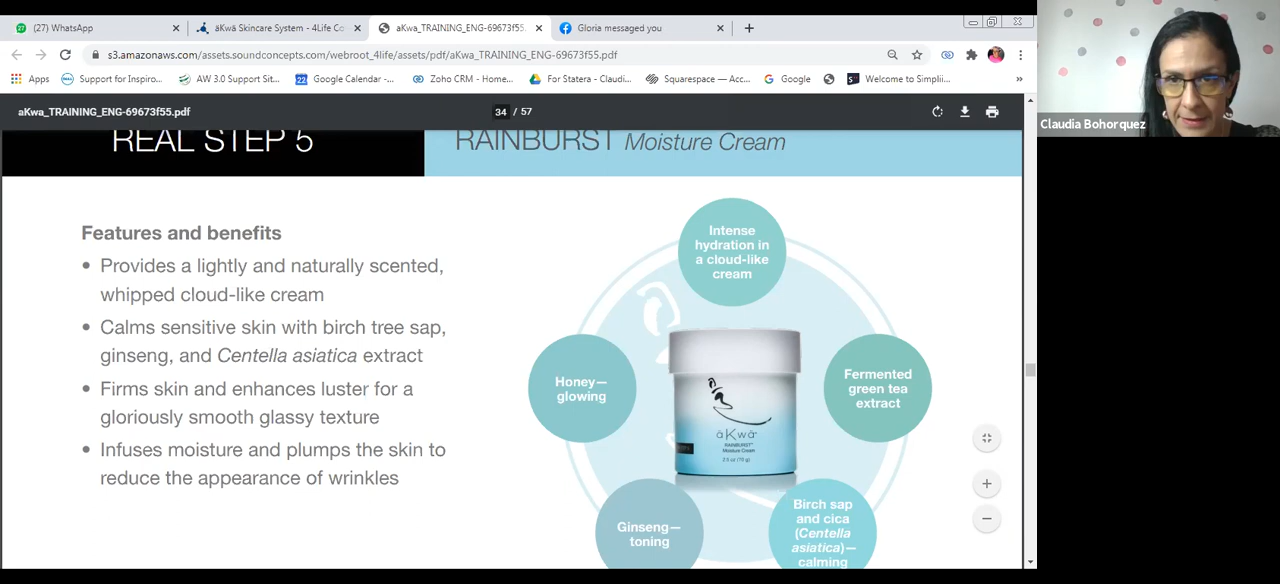 (27) WhatsApp
äKwä Skincare System - 4Life Co
aKwa_TRAINING_ENG-69673f55.
Gloria messaged you
s3.amazonaws.com/assets.soundconcepts.com/webroot_4life/assets/pdf/aKwa_TRAINING_ENG-69673f55.pdf
Apps
Support for Inspiro...
AW 3.0 Support Sit...
Google Calendar -...
Zoho CRM - Home...
For Statera - Claudi...
Squarespace — Acc...
Google
Welcome to Simplii...
»
aKwa_TRAINING_ENG-69673f55.pdf
34 / 57
REAL STEP 5
RAINBURST Moisture Cream
Features and benefits
• Provides a lightly and naturally scented,
whipped cloud-like cream
• Calms sensitive skin with birch tree sap,
ginseng, and Centella asiatica extract
• Firms skin and enhances luster for a
gloriously smooth glassy texture
• Infuses moisture and plumps the skin to
reduce the appearance of wrinkles
Intense
hydration in
a cloud-like
cream
Honey—
glowing
Fermented
green tea
extract
äKwä
RAINBURST
Moisture Cream
2.5 oz (70 g)
Ginseng—
toning
Birch sap
and cica
(Centella
asiatica)—
calming
Claudia Bohorquez